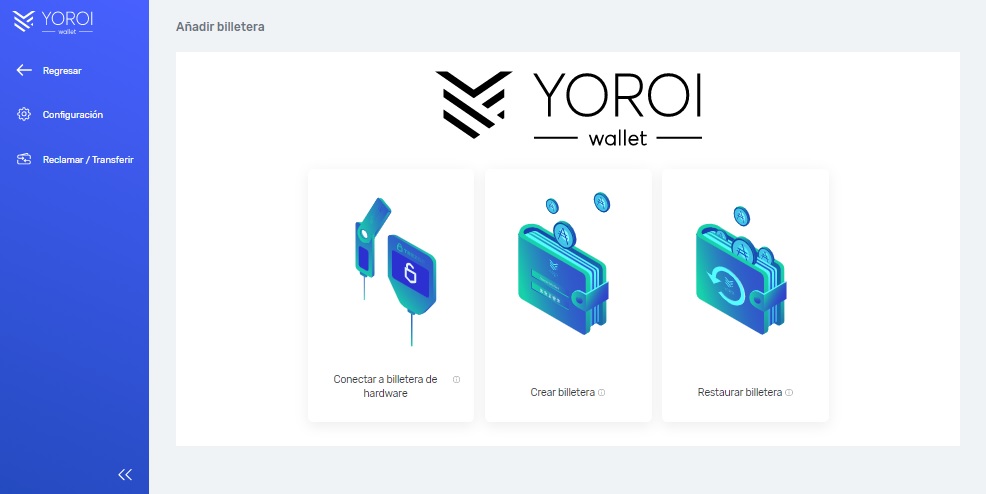 YOROI
wallet
Regresar
Configuración
Reclamar / Transferir
Añadir billetera
YOROI
wallet
Conectar a billetera de
hardware
Crear billetera
Restaurar billetera